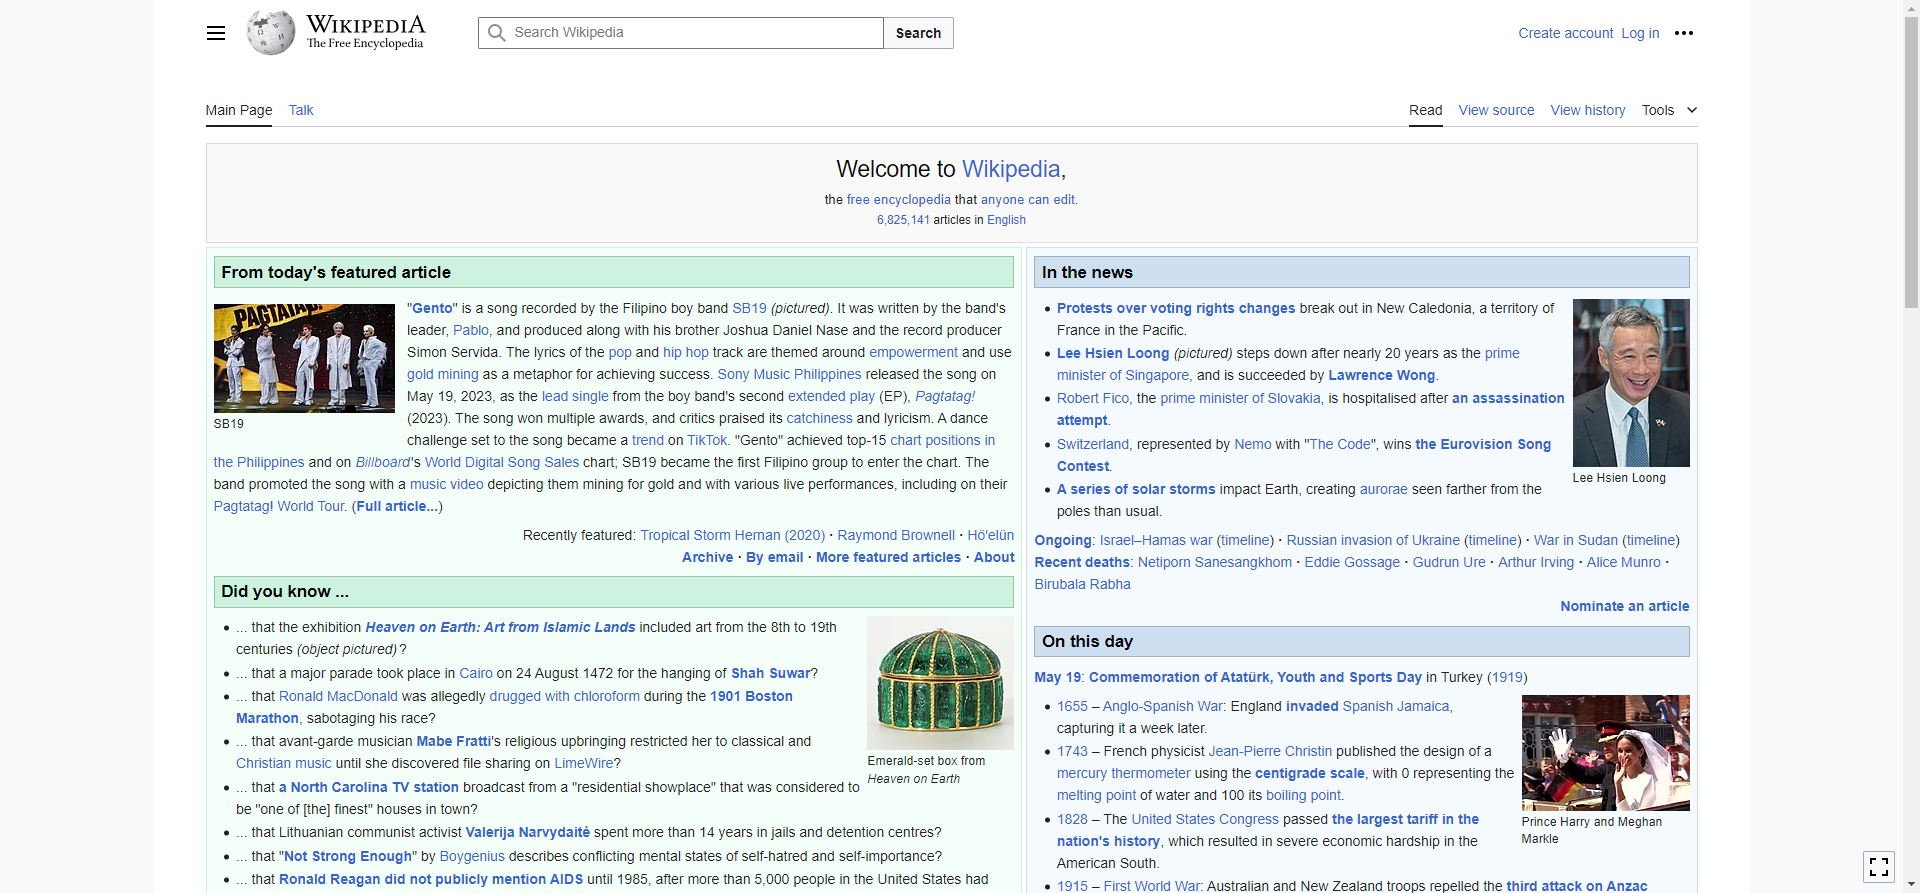 WIKIPEDIA
The Free Encyclopedia
Search Wikipedia
Search
Create account Log in
Main Page Talk
Read View source View history Tools
Welcome to Wikipedia,
the free encyclopedia that anyone can edit.
6,825,141 articles in English
From today's featured article
PAGTATAG!
SB19
"Gento" is a song recorded by the Filipino boy band SB19 (pictured). It was written by the band's
leader, Pablo, and produced along with his brother Joshua Daniel Nase and the record producer
Simon Servida. The lyrics of the pop and hip hop track are themed around empowerment and use
gold mining as a metaphor for achieving success. Sony Music Philippines released the song on
May 19, 2023, as the lead single from the boy band's second extended play (EP), Pagtatag!
(2023). The song won multiple awards, and critics praised its catchiness and lyricism. A dance
challenge set to the song became a trend on TikTok. "Gento" achieved top-15 chart positions in
the Philippines and on Billboard's World Digital Song Sales chart; SB19 became the first Filipino group to enter the chart. The
band promoted the song with a music video depicting them mining for gold and with various live performances, including on their
Pagtatag! World Tour. (Full article...)
Recently featured: Tropical Storm Hernan (2020) · Raymond Brownell · Hö'elün
Archive · By email · More featured articles · About
Did you know ...
... that the exhibition Heaven on Earth: Art from Islamic Lands included art from the 8th to 19th
centuries (object pictured)?
... that a major parade took place in Cairo on 24 August 1472 for the hanging of Shah Suwar?
... that Ronald MacDonald was allegedly drugged with chloroform during the 1901 Boston
Marathon, sabotaging his race?
... that avant-garde musician Mabe Fratti's religious upbringing restricted her to classical and
Christian music until she discovered file sharing on LimeWire?
... that a North Carolina TV station broadcast from a "residential showplace" that was considered to
be "one of [the] finest" houses in town?
... that Lithuanian communist activist Valerija Narvydaitė spent more than 14 years in jails and detention centres?
... that "Not Strong Enough" by Boygenius describes conflicting mental states of self-hatred and self-importance?
... that Ronald Reagan did not publicly mention AIDS until 1985, after more than 5,000 people in the United States had
Emerald-set box from
Heaven on Earth
In the news
Protests over voting rights changes break out in New Caledonia, a territory of
France in the Pacific.
Lee Hsien Loong (pictured) steps down after nearly 20 years as the prime
minister of Singapore, and is succeeded by Lawrence Wong.
Robert Fico, the prime minister of Slovakia, is hospitalised after an assassination
attempt.
Switzerland, represented by Nemo with "The Code", wins the Eurovision Song
Contest.
A series of solar storms impact Earth, creating aurorae seen farther from the
poles than usual.
Lee Hsien Loong
Ongoing: Israel–Hamas war (timeline) · Russian invasion of Ukraine (timeline) · War in Sudan (timeline)
Recent deaths: Netiporn Sanesangkhom · Eddie Gossage · Gudrun Ure · Arthur Irving · Alice Munro ·
Birubala Rabha
Nominate an article
On this day
May 19: Commemoration of Atatürk, Youth and Sports Day in Turkey (1919)
1655 – Anglo-Spanish War: England invaded Spanish Jamaica,
capturing it a week later.
1743 – French physicist Jean-Pierre Christin published the design of a
mercury thermometer using the centigrade scale, with 0 representing the
melting point of water and 100 its boiling point.
1828 – The United States Congress passed the largest tariff in the
nation's history, which resulted in severe economic hardship in the
American South.
1915 – First World War: Australian and New Zealand troops repelled the third attack on Anzac
Prince Harry and Meghan
Markle